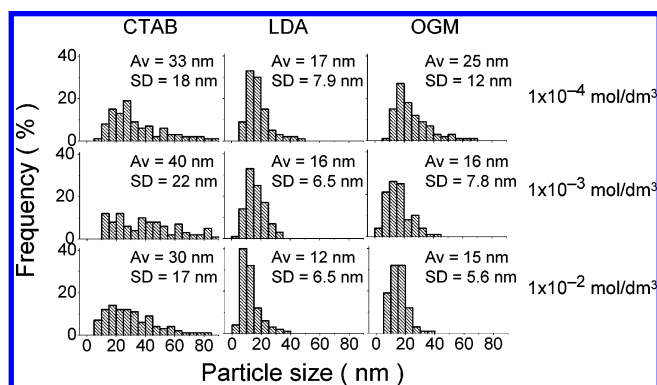 CTAB LDA OGM
40
20
0
Av = 33 nm
SD = 18 nm
Av = 17 nm
SD = 7.9 nm
Av = 25 nm
SD = 12 nm
1x10⁻⁴ mol/dm³
40
20
0
Av = 40 nm
SD = 22 nm
Av = 16 nm
SD = 6.5 nm
Av = 16 nm
SD = 7.8 nm
1x10⁻³ mol/dm³
40
20
0
Av = 30 nm
SD = 17 nm
Av = 12 nm
SD = 6.5 nm
Av = 15 nm
SD = 5.6 nm
1x10⁻² mol/dm³
Frequency ( % )
0 20 40 60 80 0 20 40 60 80 0 20 40 60 80
Particle size ( nm )